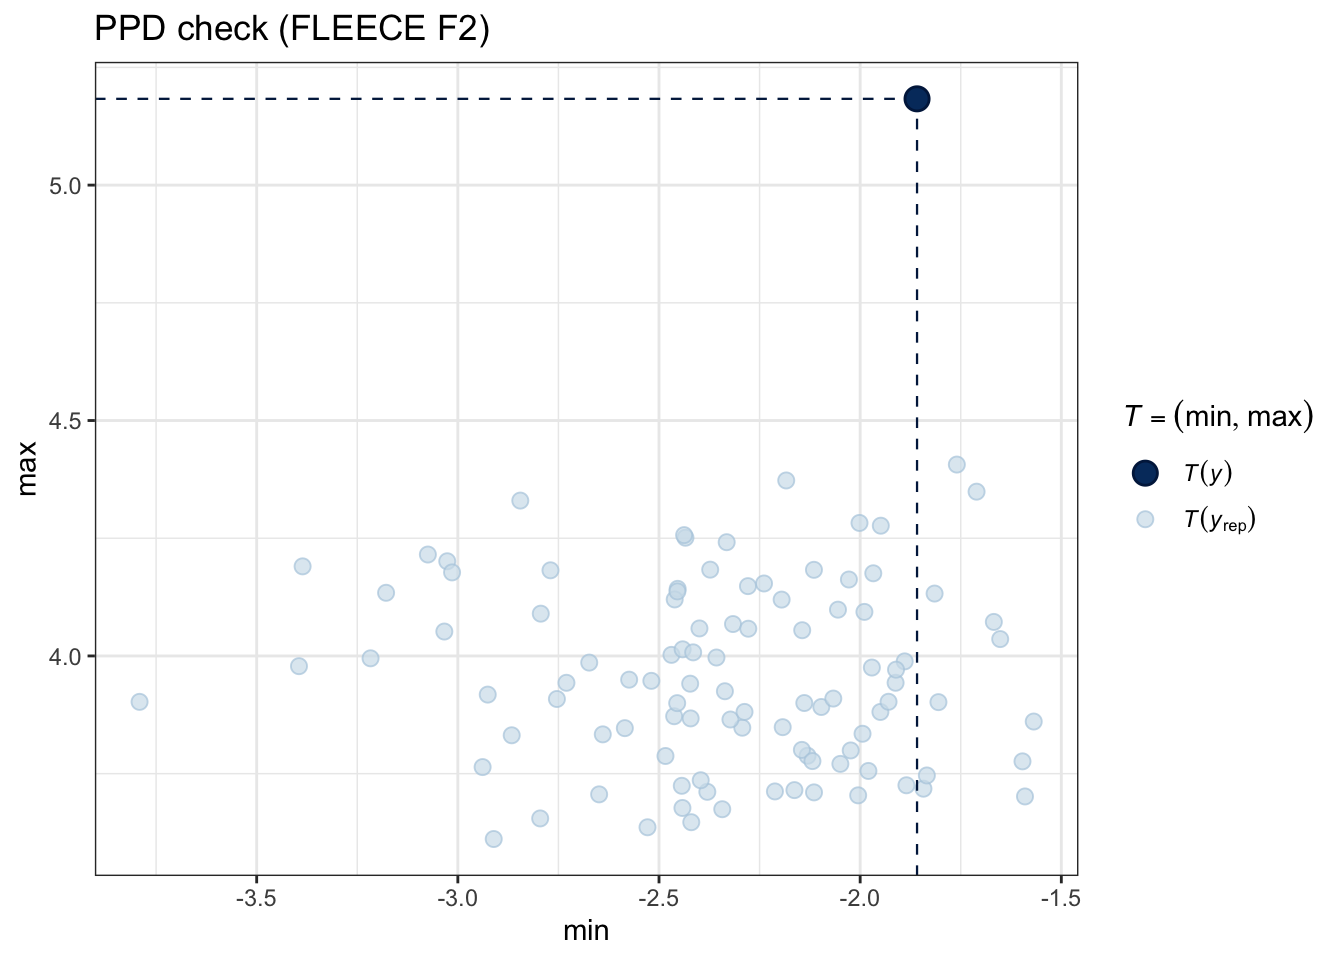 PPD check (FLEECE F2)
5.0
4.5
4.0
max
-3.5
-3.0
-2.5
-2.0
-1.5
min
T = (min, max)
T(y)
T(yrep)